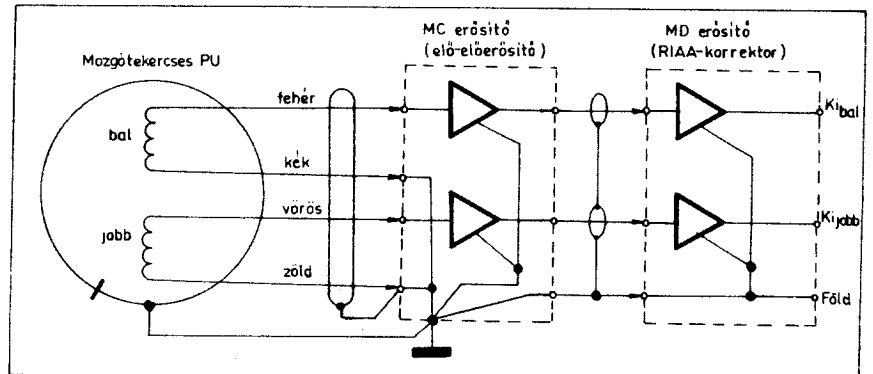 Mozgótekercses PU
MC erősítő
(elő-előerősítő)
MD erősítő
(RIAA-korrektor)
bal
jobb
fehér
kék
vörös
zöld
Ki bal
Ki jobb
Föld